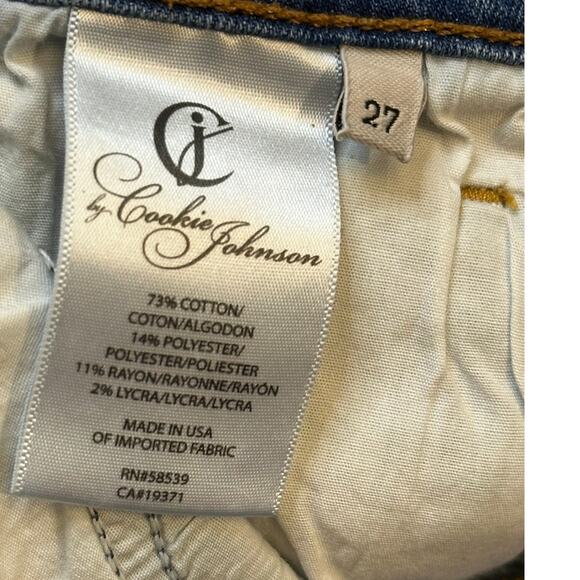 CJ
by Cookie Johnson
27
73% COTTON/
COTON/ALGODON
14% POLYESTER/
POLYESTER/POLIESTER
11% RAYON/RAYONNE/RAYÓN
2% LYCRA/LYCRA/LYCRA
MADE IN USA
OF IMPORTED FABRIC
RN#58539
CA#19371